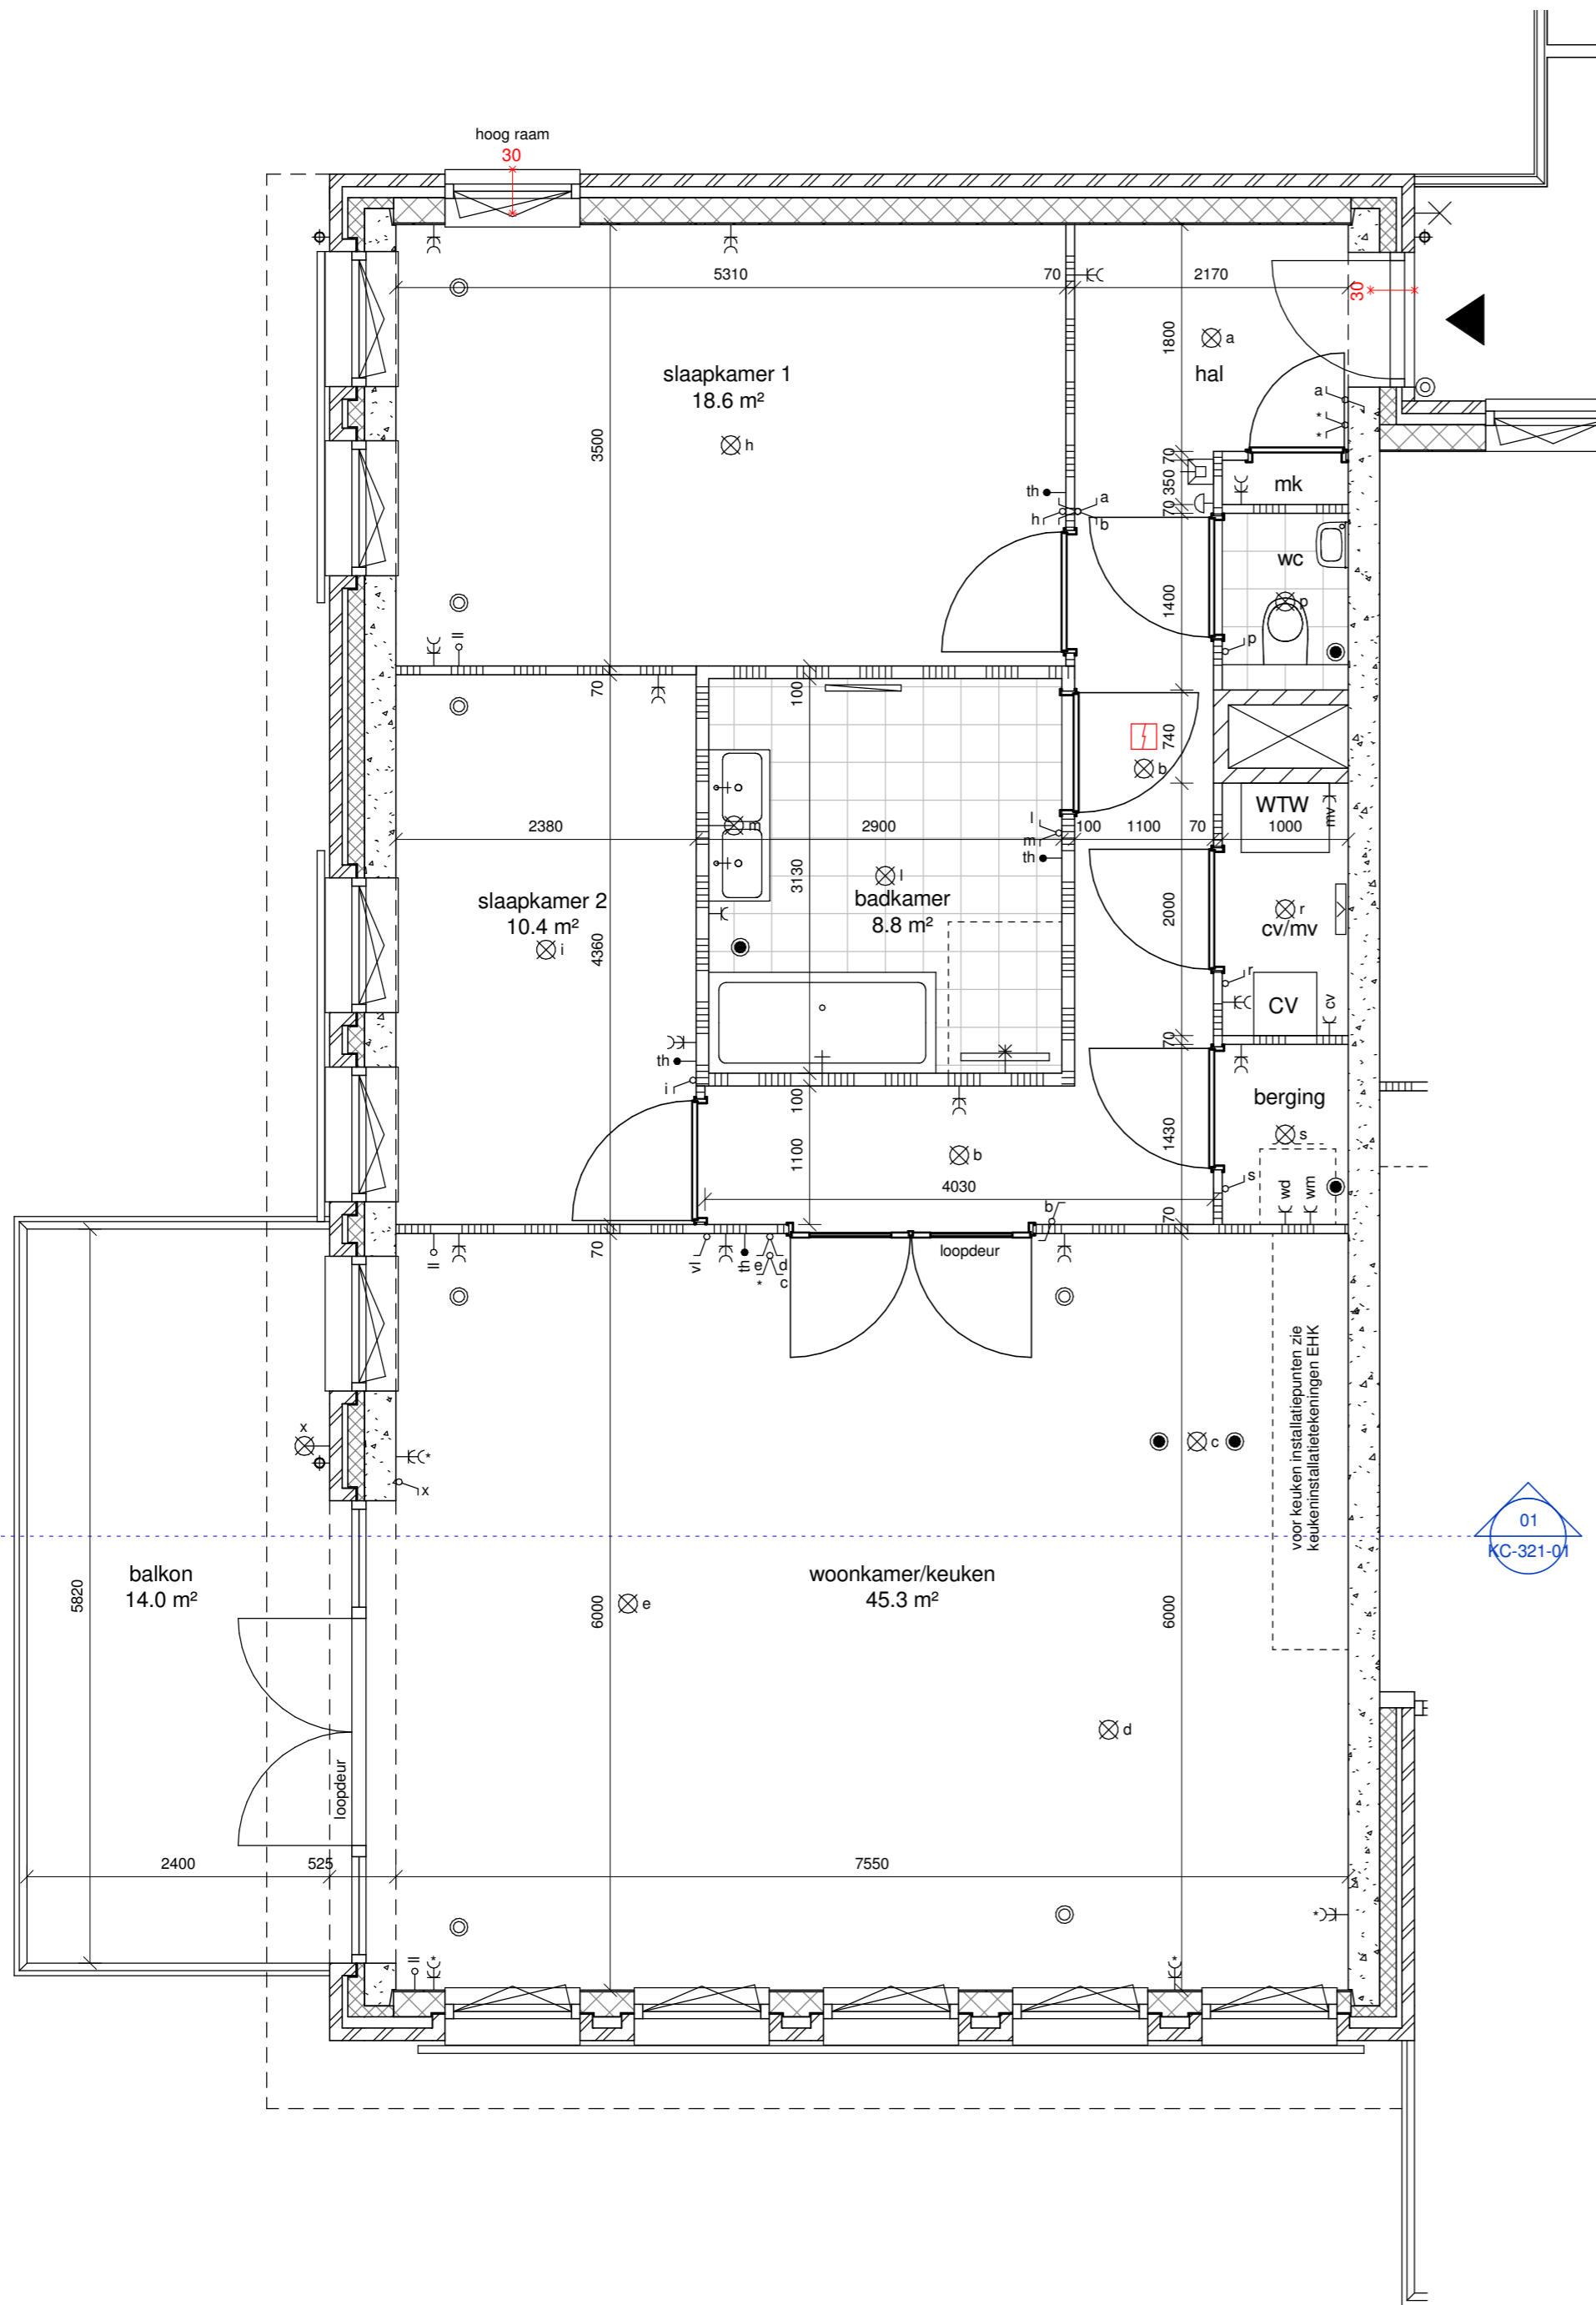 hoog raam
30
5310
70
2170
30
1800
a
slaapkamer 1
18.6 m²
hal
a
*
*
h
3500
70
350
70
mk
th
a
h
b
wc
1400
p
p
=
70
100
740
b
WTW
mv
2380
m
2900
l
m
th
100
1100
70
1000
3130
l
badkamer
8.8 m²
slaapkamer 2
10.4 m²
i
4360
2000
r
cv/mv
r
CV
cv
70
th
i
100
1100
berging
1430
s
b
4030
s
wd
wm
b
70
70
=
vl
th
e
d
*
c
loopdeur
voor keuken installatiepunten zie
keukeninstallatietekeningen EHK
x
*
c
x
01
KC-321-01
balkon
14.0 m²
5820
woonkamer/keuken
45.3 m²
6000
e
6000
d
loopdeur
2400
525
7550
*
=
*
*